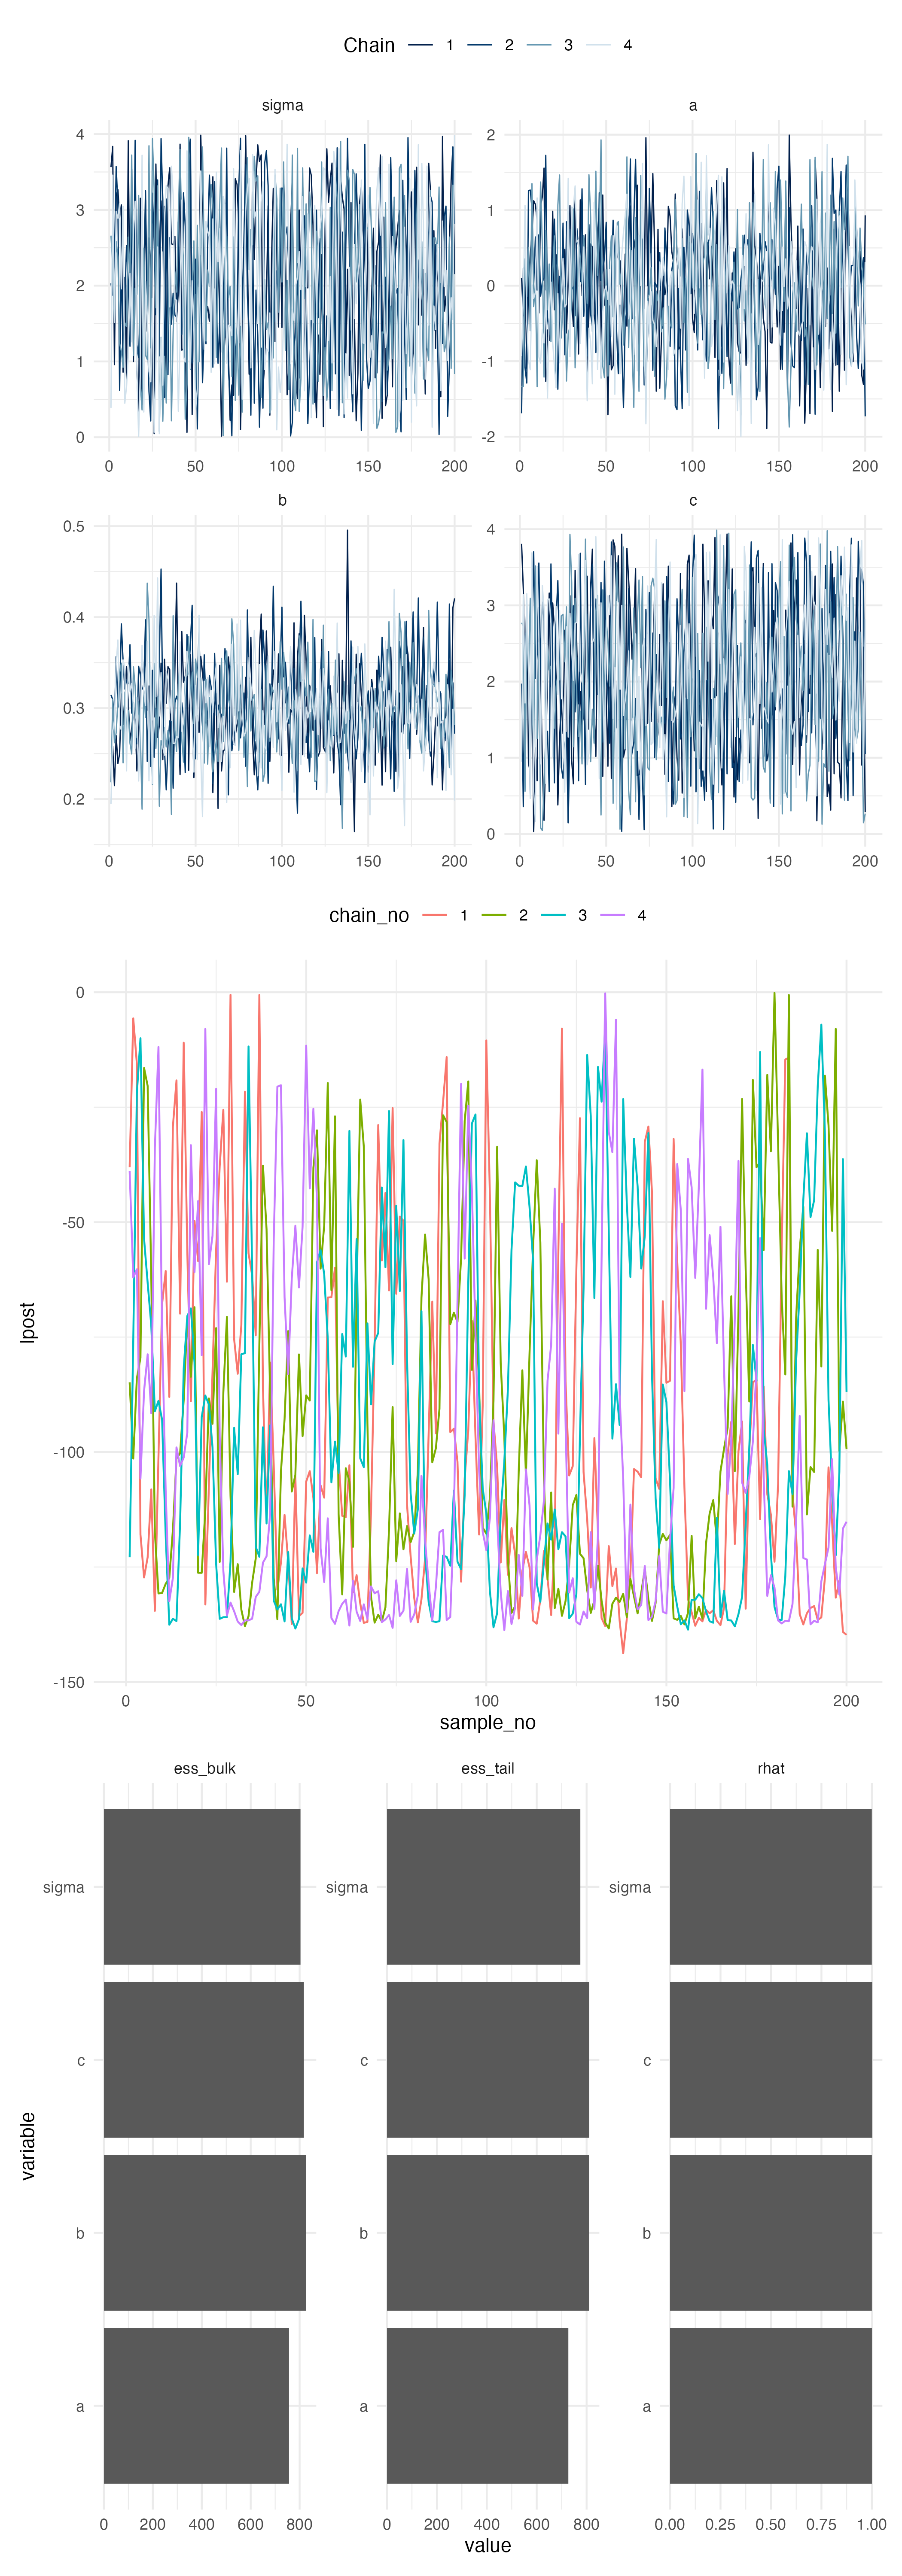 Chain 1 2 3 4
sigma a
4
3
2
1
0
2
1
0
-1
-2
0 50 100 150 200 0 50 100 150 200
b c
0.5
0.4
0.3
0.2
4
3
2
1
0
0 50 100 150 200 0 50 100 150 200
chain_no 1 2 3 4
0
-50
-100
-150
lpost
0 50 100 150 200
sample_no
ess_bulk ess_tail rhat
sigma sigma sigma
c c c
b b b
a a a
variable
0 200 400 600 800 0 200 400 600 800 0.00 0.25 0.50 0.75 1.00
value